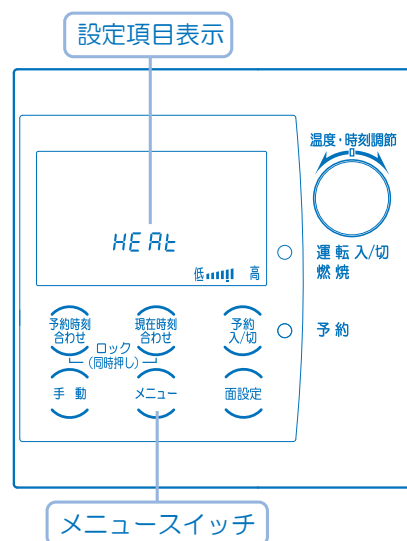 設定項目表示
温度・時刻調節
HEAt
低 高
運転 入/切
燃焼
予約時刻
合わせ
現在時刻
合わせ
予約
入/切
予約
ロック
(同時押し)
手動
メニュー
面設定
メニュースイッチ